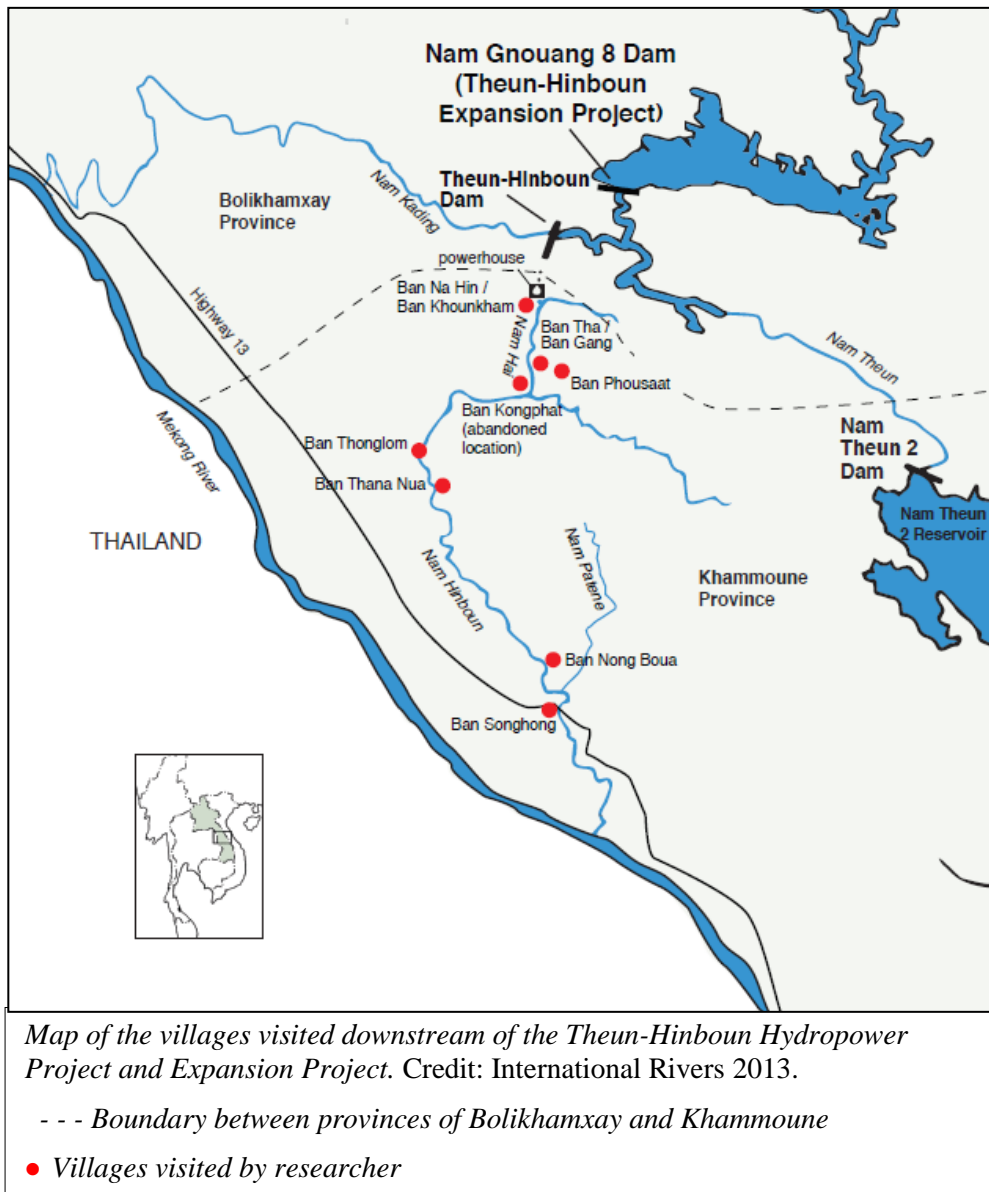 Nam Gnouang 8 Dam
(Theun-Hinboun
Expansion Project)
Theun-Hinboun
Dam
Nam Kading
Bolikhamxay
Province
powerhouse
Ban Na Hin /
Ban Khounkham
Highway 13
Nam Hai
Ban Tha /
Ban Gang
Nam Theun
Ban Phousaat
Mekong River
Ban Kongphat
(abandoned
location)
Nam
Theun 2
Dam
Ban Thonglom
Ban Thana Nua
Nam Theun
2 Reservoir
THAILAND
Nam Hinboun
Nam Patene
Khammoune
Province
Ban Nong Boua
Ban Songhong
Map of the villages visited downstream of the Theun-Hinboun Hydropower
Project and Expansion Project. Credit: International Rivers 2013.
- - - Boundary between provinces of Bolikhamxay and Khammoune
● Villages visited by researcher